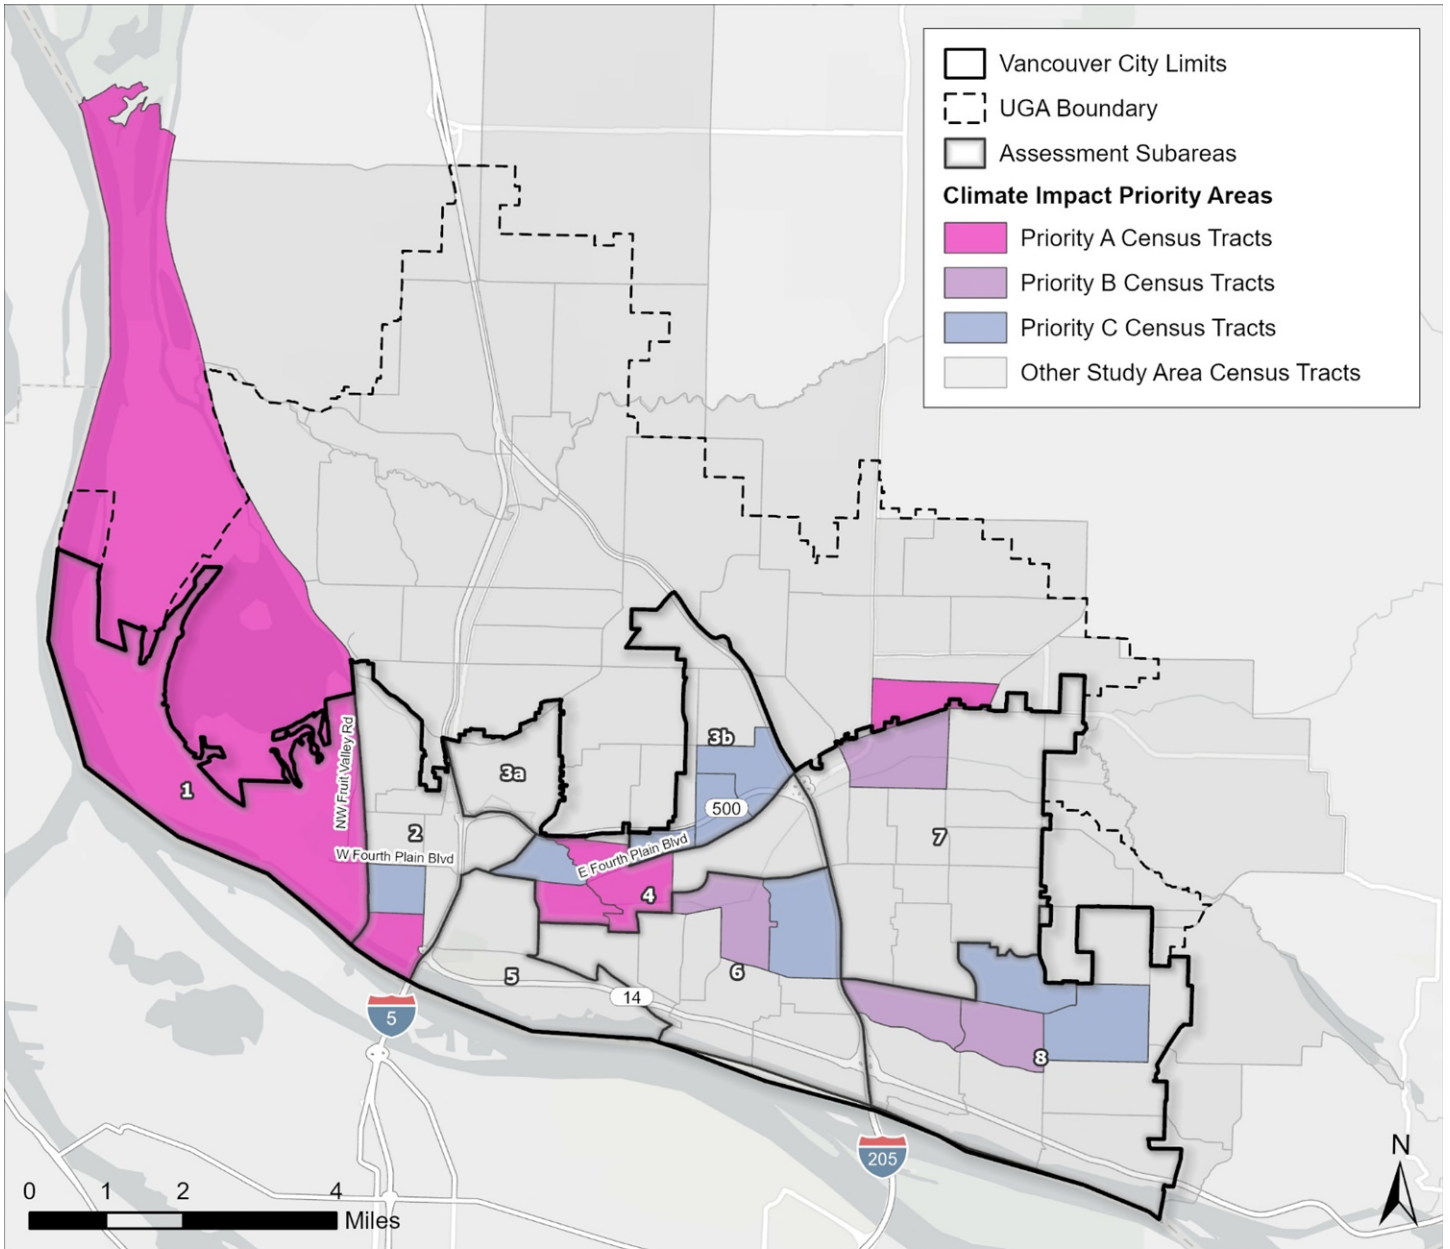 Vancouver City Limits
UGA Boundary
Assessment Subareas
Climate Impact Priority Areas
Priority A Census Tracts
Priority B Census Tracts
Priority C Census Tracts
Other Study Area Census Tracts
3b
3a
1
NW Fruit Valley Rd
500
2
7
W Fourth Plain Blvd
E Fourth Plain Blvd
4
5
6
14
5
8
205
N
0 1 2 4
Miles